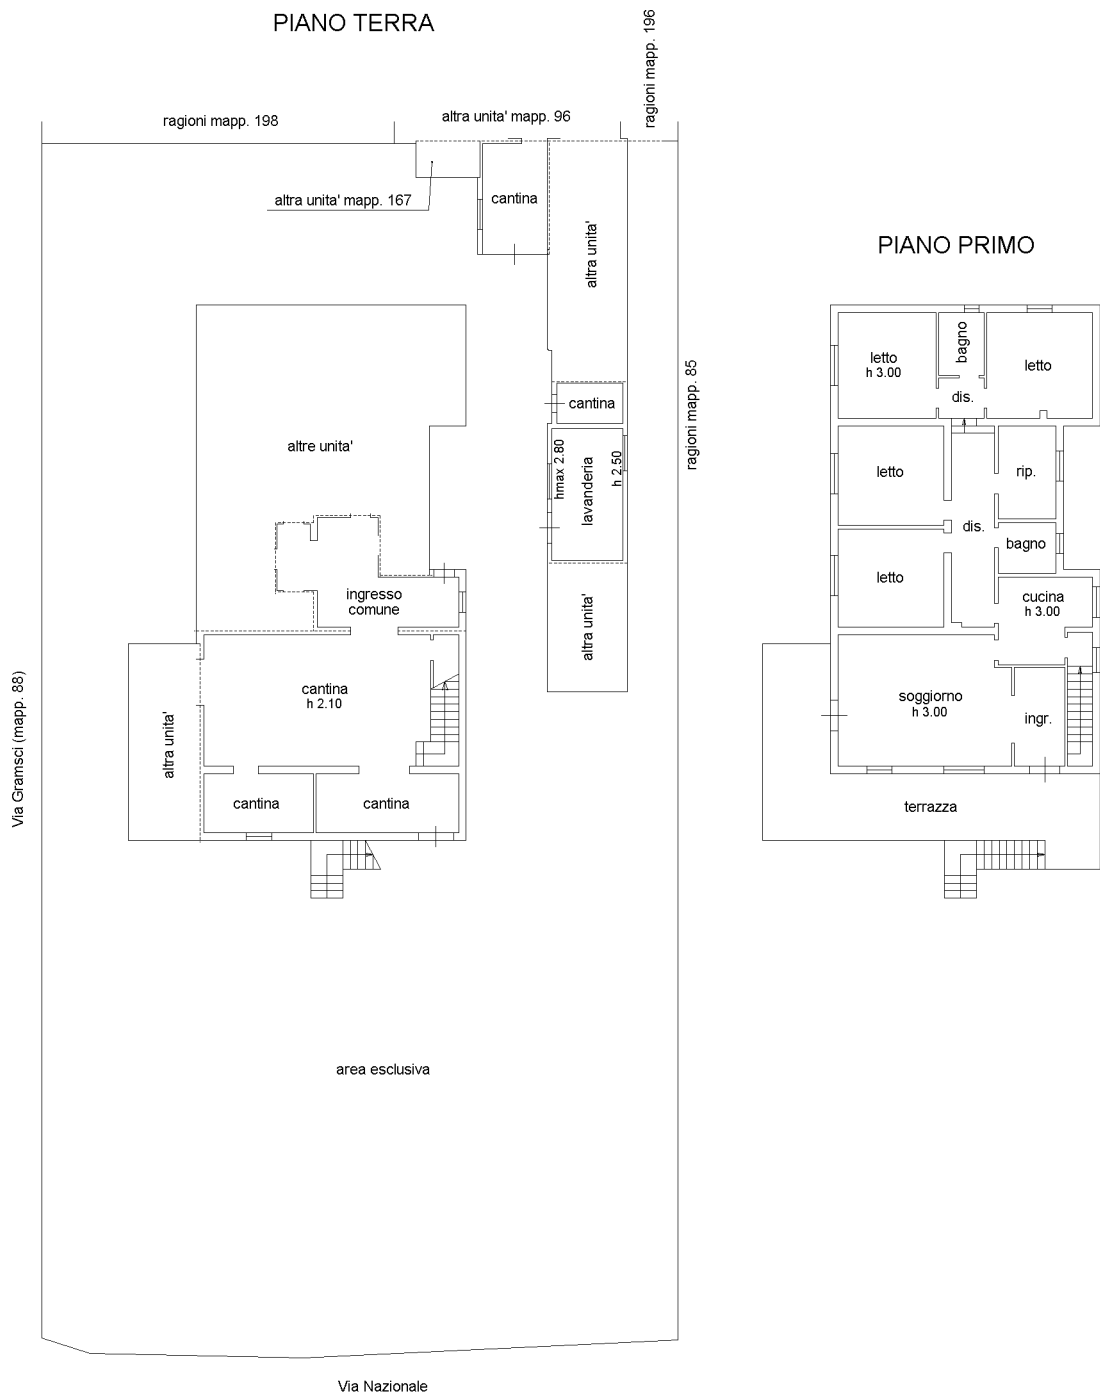 PIANO TERRA
ragioni mapp. 196
ragioni mapp. 198
altra unita' mapp. 96
altra unita' mapp. 167
cantina
altra unita'
ragioni mapp. 85
cantina
altre unita'
hmax 2.80
lavanderia
h 2.50
ingresso
comune
altra unita'
cantina
h 2.10
altra unita'
Via Gramsci (mapp. 88)
cantina
cantina
area esclusiva
Via Nazionale
PIANO PRIMO
letto
h 3.00
bagno
letto
dis.
letto
rip.
dis.
bagno
letto
cucina
h 3.00
soggiorno
h 3.00
ingr.
terrazza